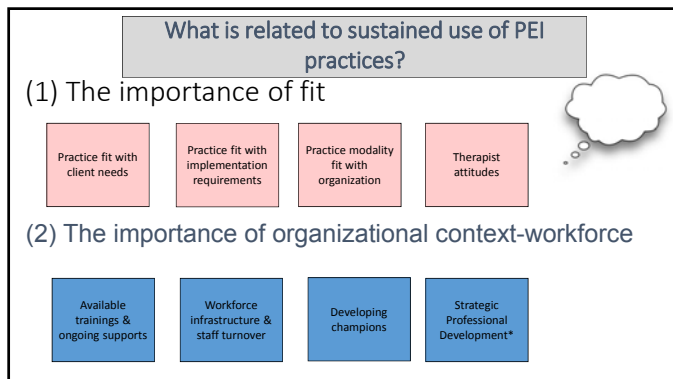 What is related to sustained use of PEI
practices?
(1) The importance of fit
Practice fit with
client needs
Practice fit with
implementation
requirements
Practice modality
fit with
organization
Therapist
attitudes
(2) The importance of organizational context-workforce
Available
trainings &
ongoing supports
Workforce
infrastructure &
staff turnover
Developing
champions
Strategic
Professional
Development*